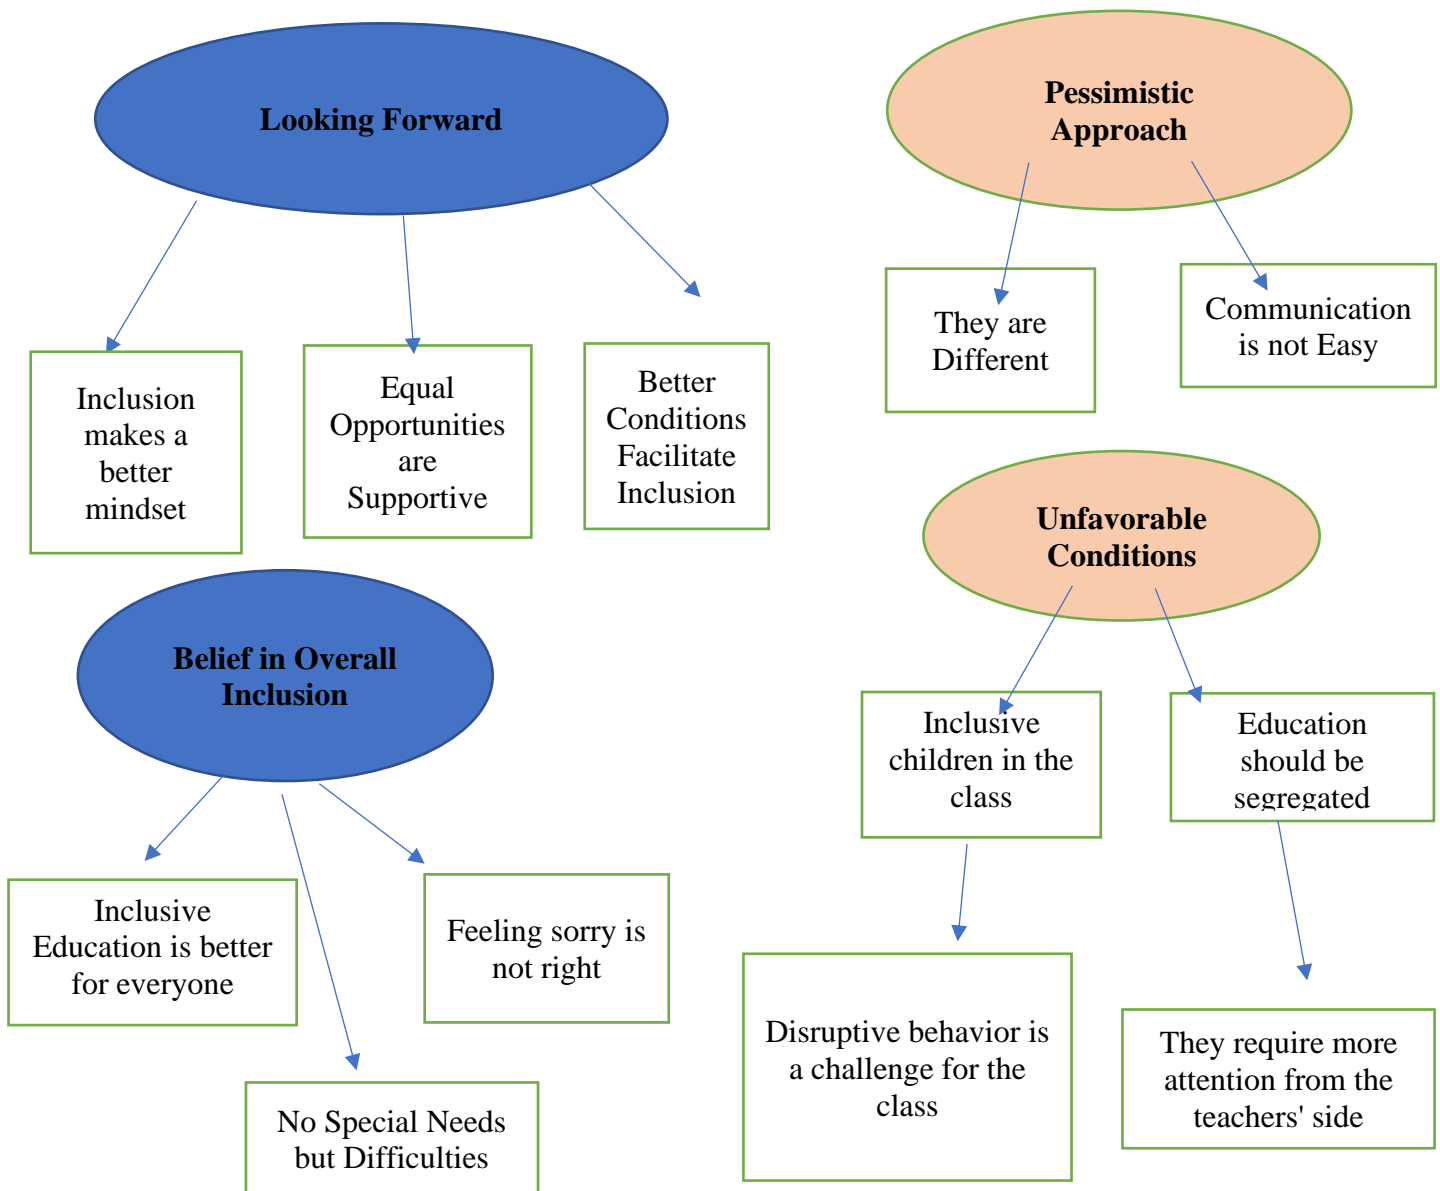 Looking Forward
Inclusion
makes a
better
mindset
Equal
Opportunities
are
Supportive
Better
Conditions
Facilitate
Inclusion
Belief in Overall
Inclusion
Inclusive
Education is better
for everyone
No Special Needs
but Difficulties
Feeling sorry is
not right
Pessimistic
Approach
They are
Different
Communication
is not Easy
Unfavorable
Conditions
Inclusive
children in the
class
Disruptive behavior is
a challenge for the
class
Education
should be
segregated
They require more
attention from the
teachers' side